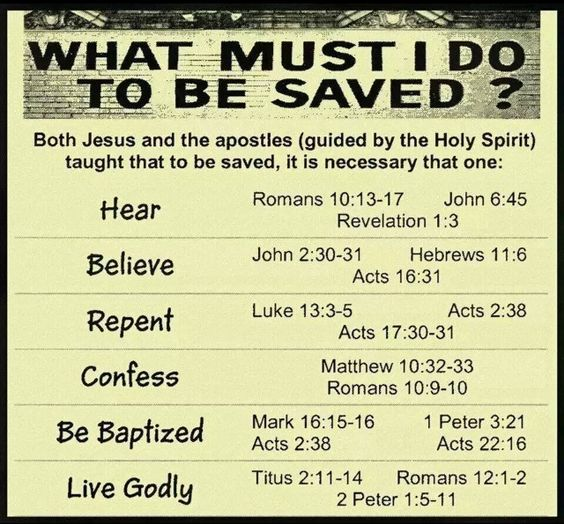 WHAT MUST I DO
TO BE SAVED ?
Both Jesus and the apostles (guided by the Holy Spirit)
taught that to be saved, it is necessary that one:
Hear
Romans 10:13-17 John 6:45
Revelation 1:3
Believe
John 2:30-31 Hebrews 11:6
Acts 16:31
Repent
Luke 13:3-5 Acts 2:38
Acts 17:30-31
Confess
Matthew 10:32-33
Romans 10:9-10
Be Baptized
Mark 16:15-16 1 Peter 3:21
Acts 2:38 Acts 22:16
Live Godly
Titus 2:11-14 Romans 12:1-2
2 Peter 1:5-11